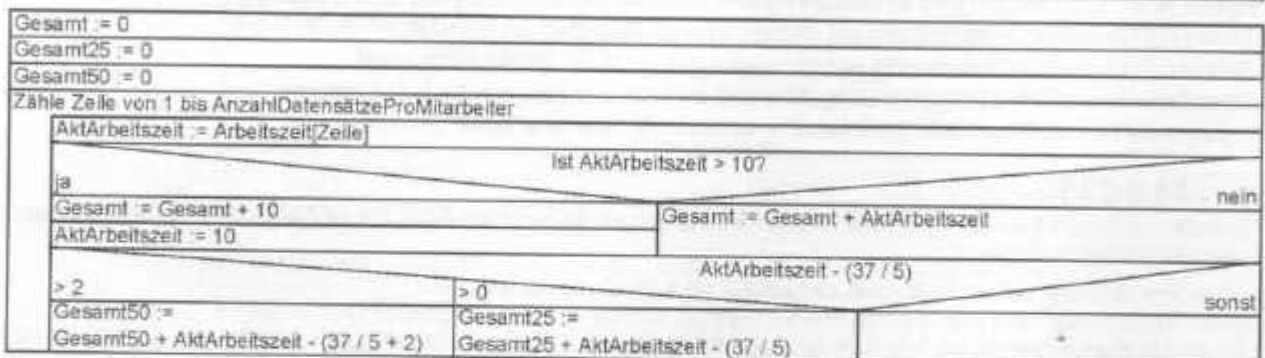 Gesamt := 0
Gesamt25 := 0
Gesamt50 := 0
Zähle Zeile von 1 bis AnzahlDatensätzeProMitarbeiter
AktArbeitszeit := Arbeitszeit[Zeile]
Ist AktArbeitszeit > 10?
ja
nein
Gesamt := Gesamt + 10
Gesamt := Gesamt + AktArbeitszeit
AktArbeitszeit := 10
AktArbeitszeit - (37 / 5)
> 2
> 0
sonst
Gesamt50 :=
Gesamt50 + AktArbeitszeit - (37 / 5 + 2)
Gesamt25 :=
Gesamt25 + AktArbeitszeit - (37 / 5)